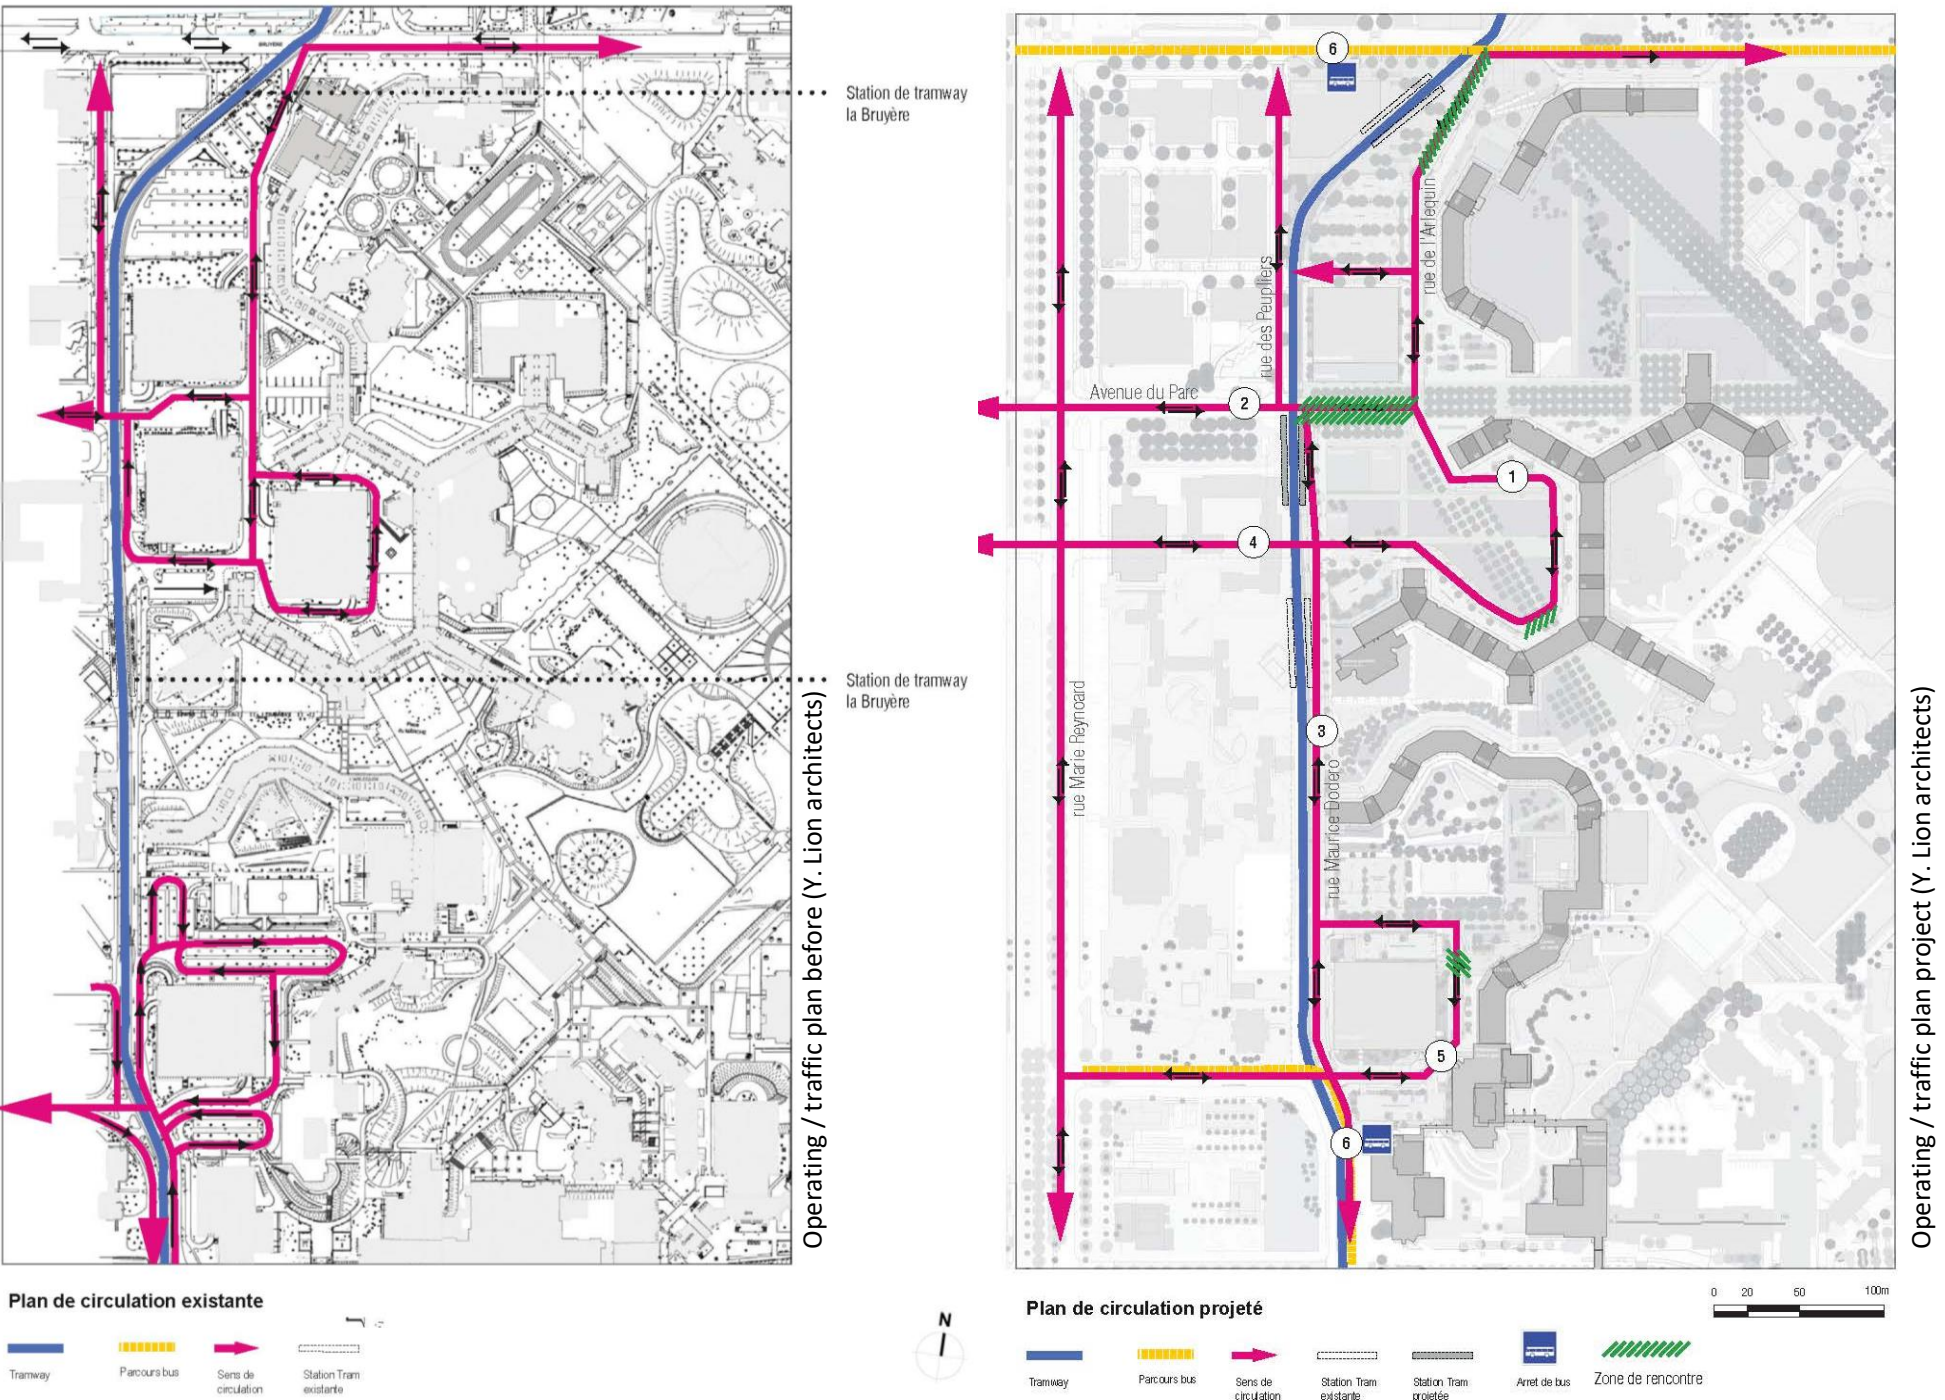 LA
BRUYERE
Station de tramway
la Bruyère
Station de tramway
la Bruyère
Operating / traffic plan before (Y. Lion architects)
Plan de circulation existante
Tramway
Parcours bus
Sens de
circulation
Station Tram
existante
N
6
rue de l'Arlequin
rue des Peupliers
Avenue du Parc
2
1
4
3
rue Marie Reynoard
rue Maurice Dodero
5
6
Operating / traffic plan project (Y. Lion architects)
Plan de circulation projeté
0 20 50 100m
Tramway
Parcours bus
Sens de
circulation
Station Tram
existante
Station Tram
projetée
Arret de bus
Zone de rencontre